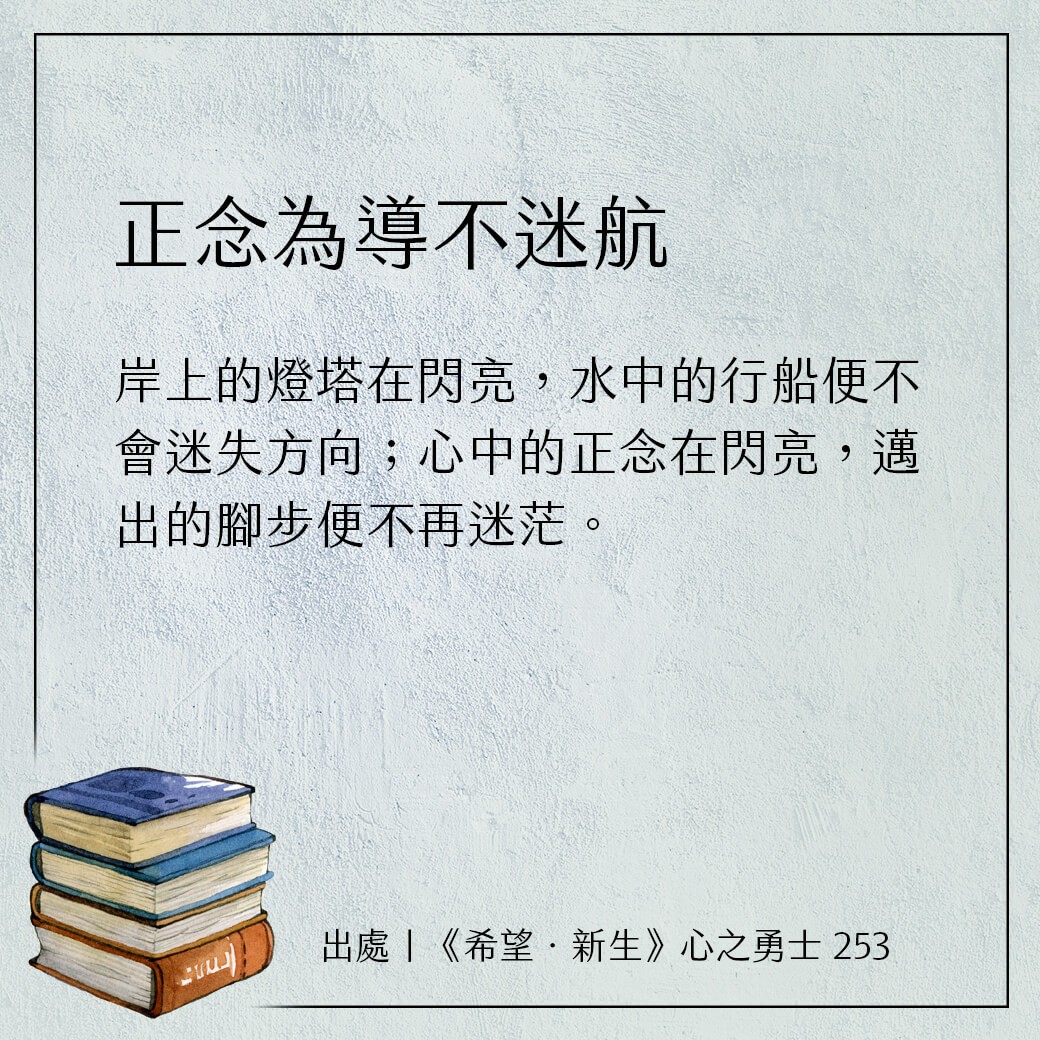 正念為導不迷航
岸上的燈塔在閃亮，水中的行船便不
會迷失方向；心中的正念在閃亮，邁
出的腳步便不再迷茫。
出處｜《希望．新生》心之勇士 253